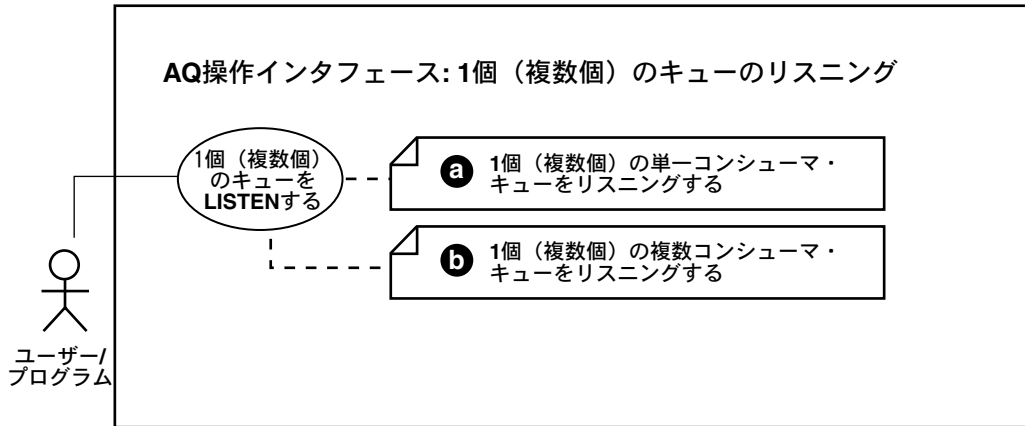 AQ操作インタフェース: 1個（複数個）のキューのリスニング
1個（複数個）
のキューを
LISTENする
a 1個（複数個）の単一コンシューマ・
キューをリスニングする
b 1個（複数個）の複数コンシューマ・
キューをリスニングする
ユーザー/
プログラム